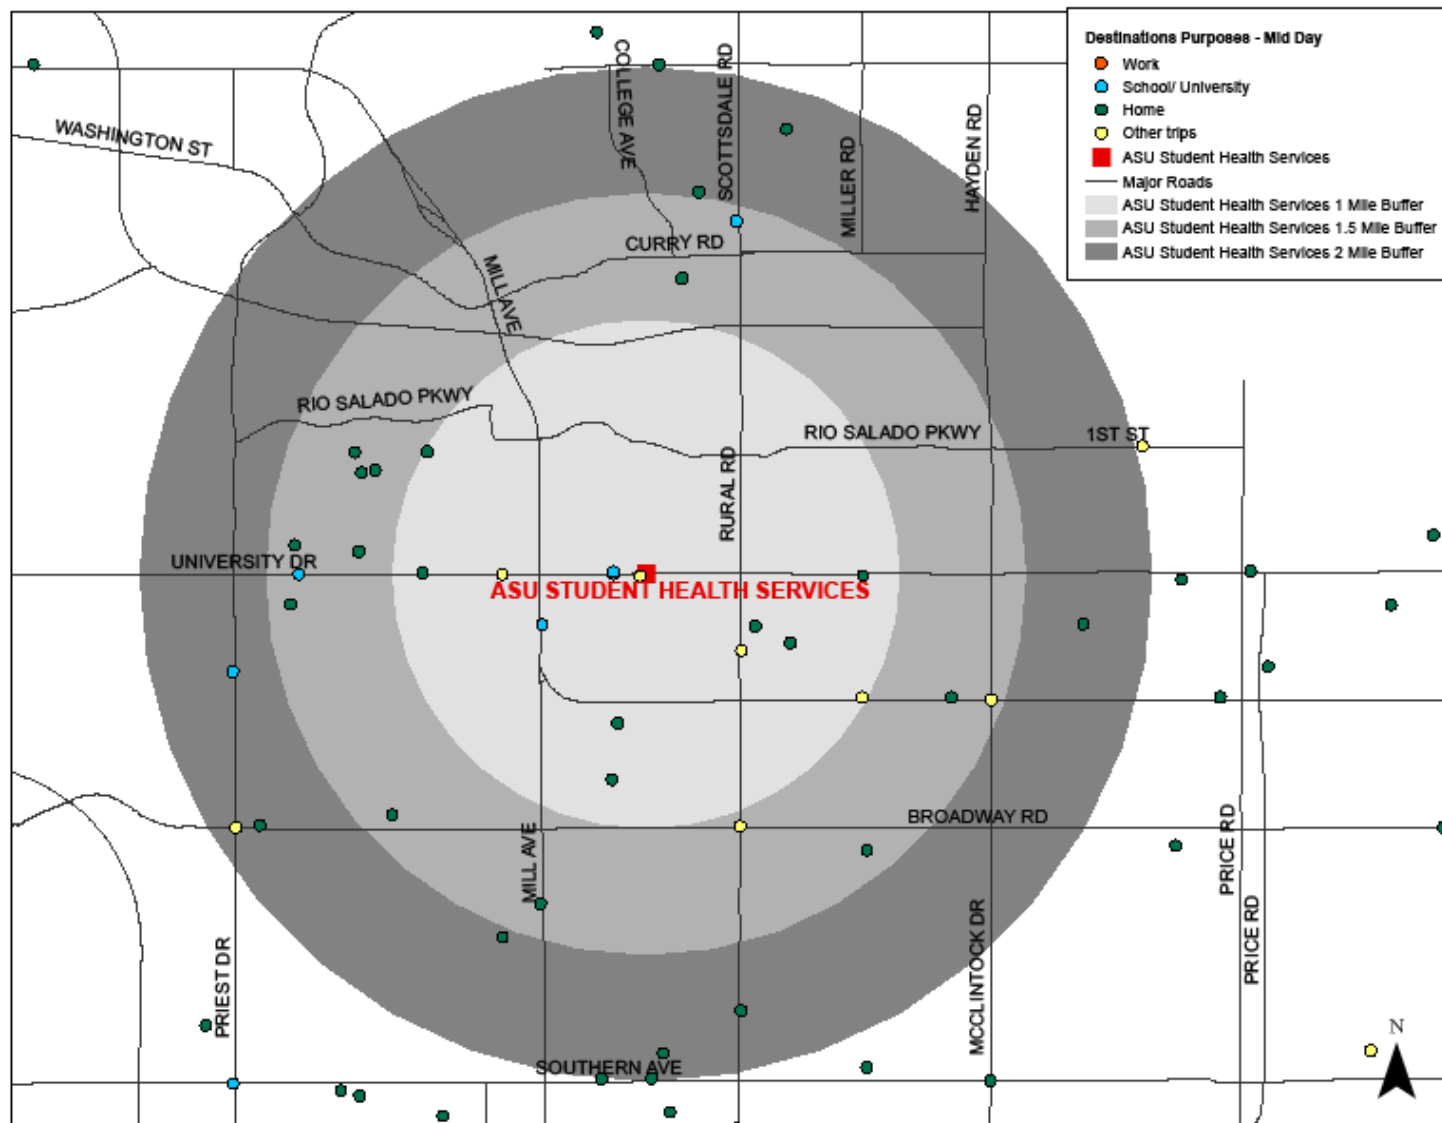 Destinations Purposes - Mid Day
Work
School/ University
Home
Other trips
ASU Student Health Services
Major Roads
ASU Student Health Services 1 Mile Buffer
ASU Student Health Services 1.5 Mile Buffer
ASU Student Health Services 2 Mile Buffer
WASHINGTON ST
COLLEGE AVE
SCOTTSDALE RD
MILLER RD
HAYDEN RD
CURRY RD
MILL AVE
RIO SALADO PKWY
RIO SALADO PKWY
1ST ST
RURAL RD
UNIVERSITY DR
ASU STUDENT HEALTH SERVICES
BROADWAY RD
MILL AVE
PRICE RD
PRICE RD
PRIEST DR
MCCLINTOCK DR
SOUTHERN AVE
N